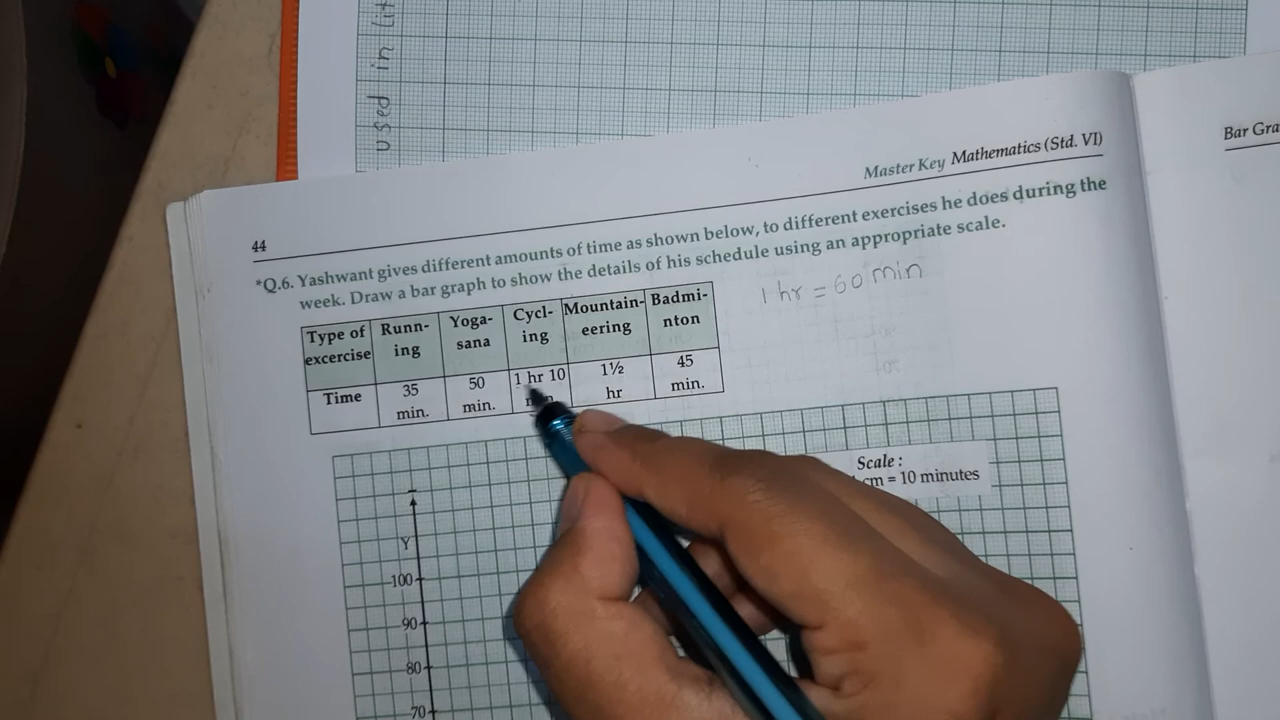 used in
Master Key Mathematics (Std. VI)
Bar Gra
44
*Q.6. Yashwant gives different amounts of time as shown below, to different exercises he does during the
week. Draw a bar graph to show the details of his schedule using an appropriate scale.
1 hr = 60 min
Type of excercise Runn-ing Yoga-sana Cycl-ing Mountain-eering Badmi-nton
Time 35 min. 50 min. 1 hr 10 1½ hr 45 min.
Scale :
cm = 10 minutes
Y
100
90
80
70